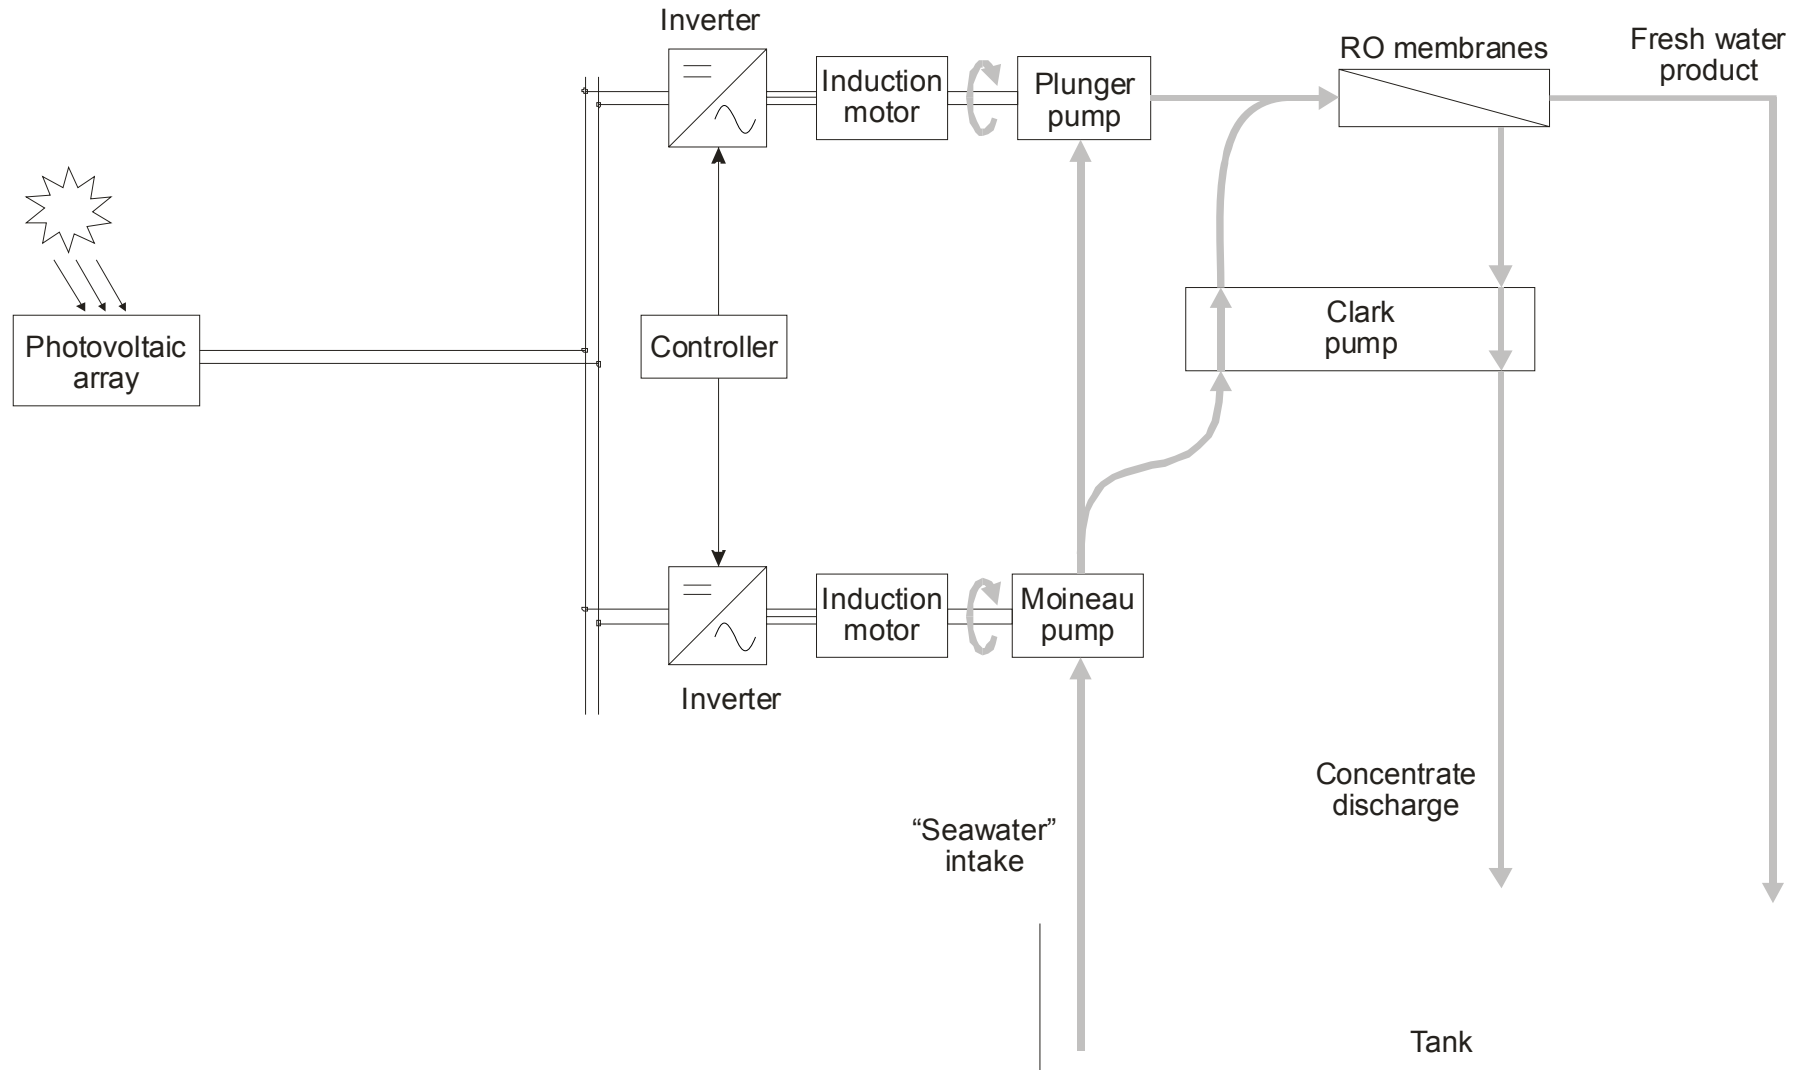 Inverter
Induction
motor
Plunger
pump
RO membranes
Fresh water
product
Photovoltaic
array
Controller
Clark
pump
Induction
motor
Moineau
pump
Inverter
Concentrate
discharge
“Seawater”
intake
Tank